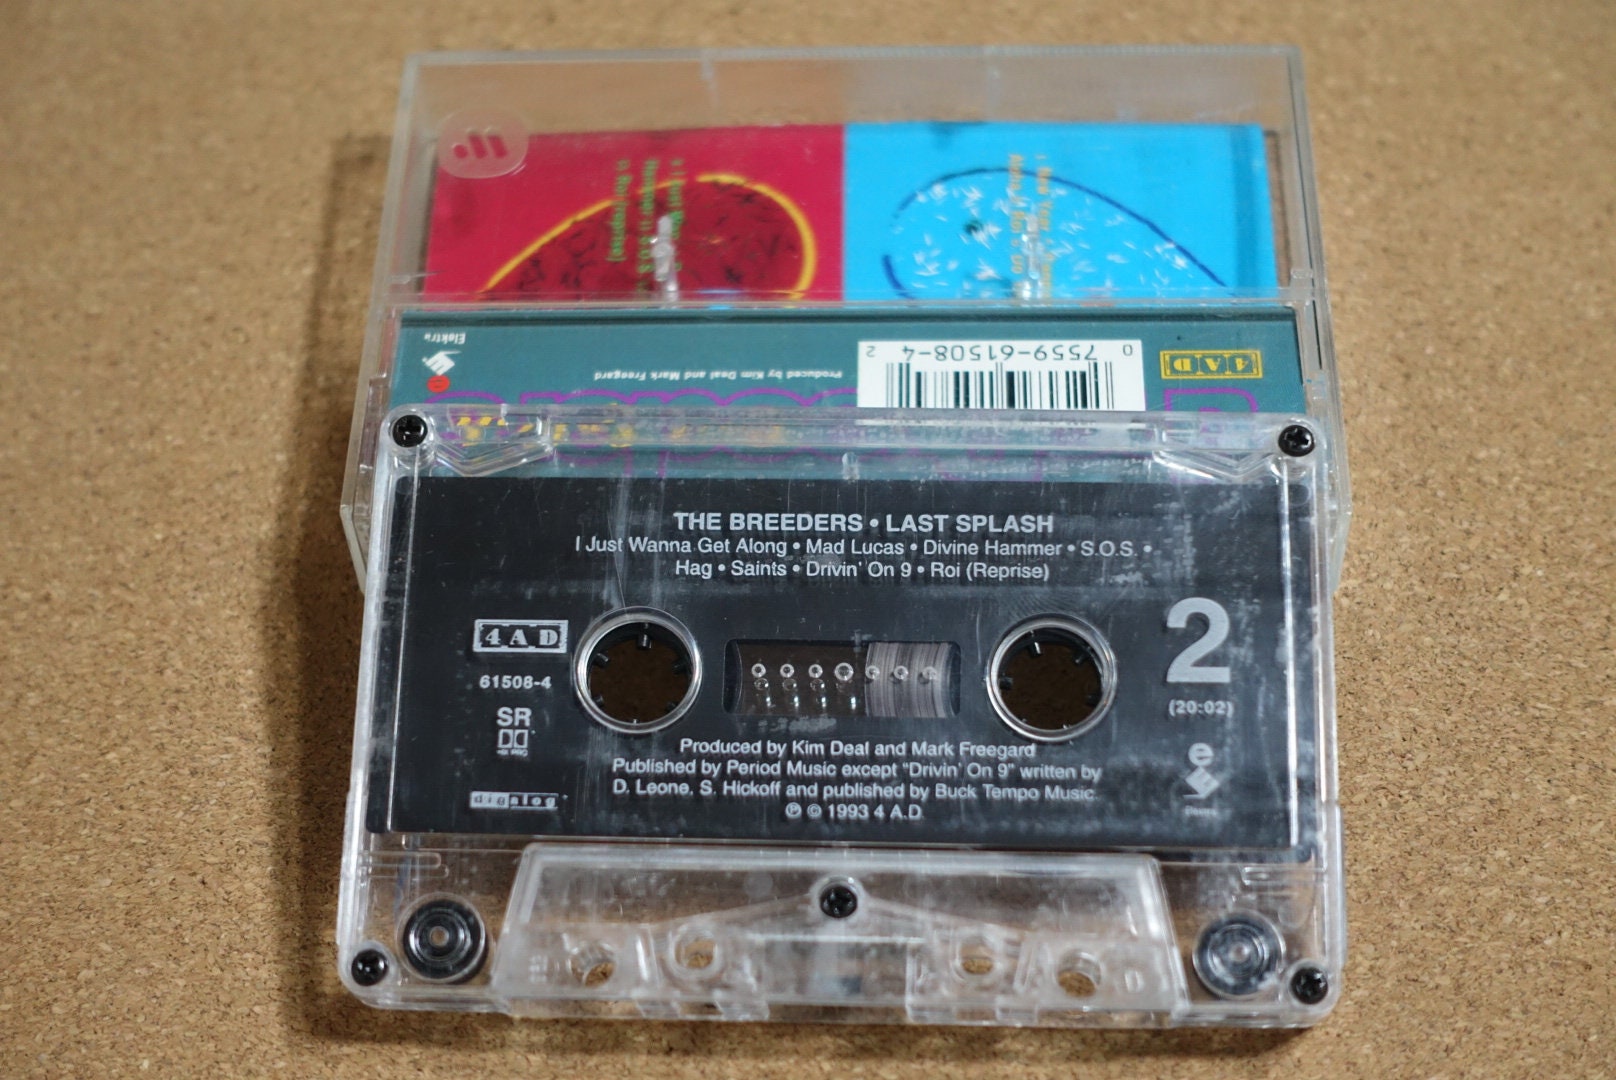 Elektra
Produced by Kim Deal and Mark Freegard
0 7559-61508-4 2
4AD
THE BREEDERS • LAST SPLASH
I Just Wanna Get Along • Mad Lucas • Divine Hammer • S.O.S. •
Hag • Saints • Drivin' On 9 • Roi (Reprise)
4AD
61508-4
SR
digalog
2
(20:02)
e
Produced by Kim Deal and Mark Freegard
Published by Period Music except "Drivin' On 9" written by
D. Leone, S. Hickoff and published by Buck Tempo Music.
℗ © 1993 4 A.D.